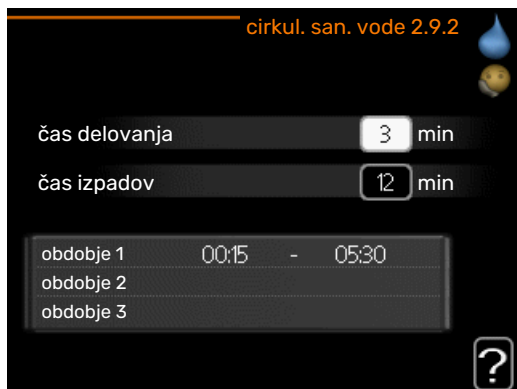 cirkul. san. vode 2.9.2
čas delovanja 3 min
čas izpadov 12 min
obdobje 1 00:15 - 05:30
obdobje 2
obdobje 3
?